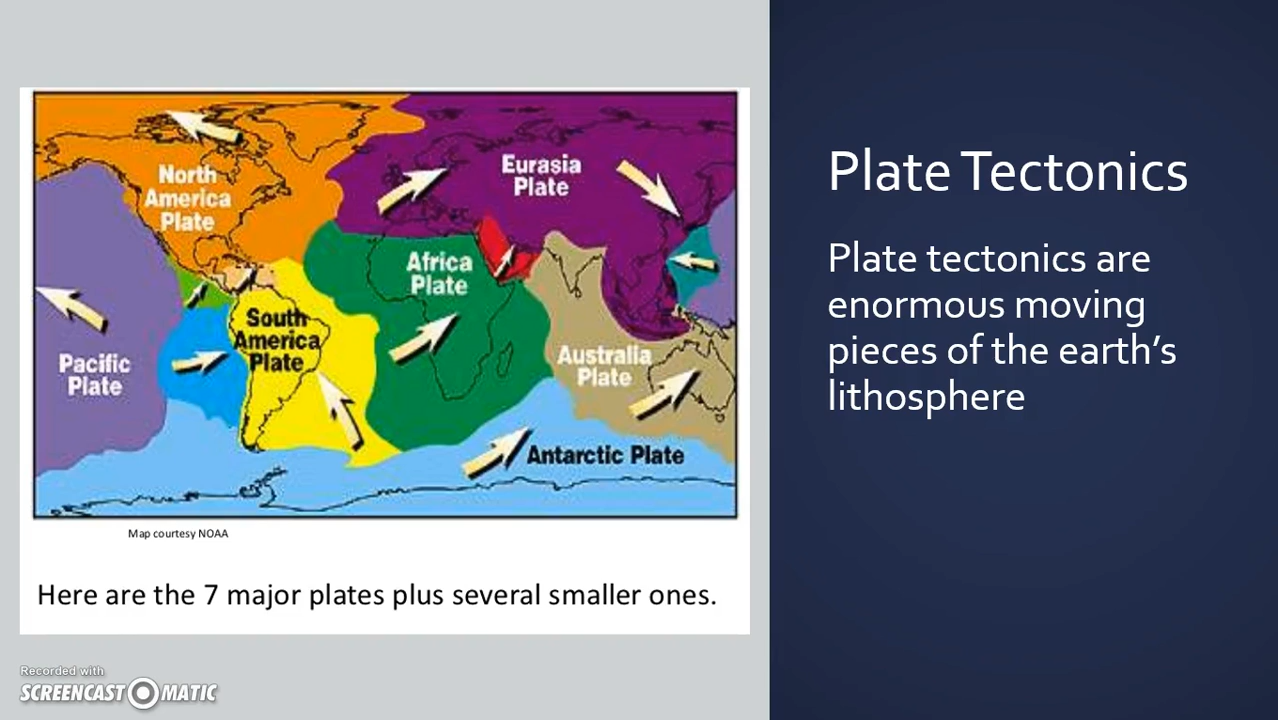 North
America
Plate
Eurasia
Plate
Africa
Plate
South
America
Plate
Pacific
Plate
Australia
Plate
Antarctic Plate
Map courtesy NOAA
Here are the 7 major plates plus several smaller ones.
Plate Tectonics
Plate tectonics are
enormous moving
pieces of the earth’s
lithosphere
Recorded with
SCREENCAST MATIC